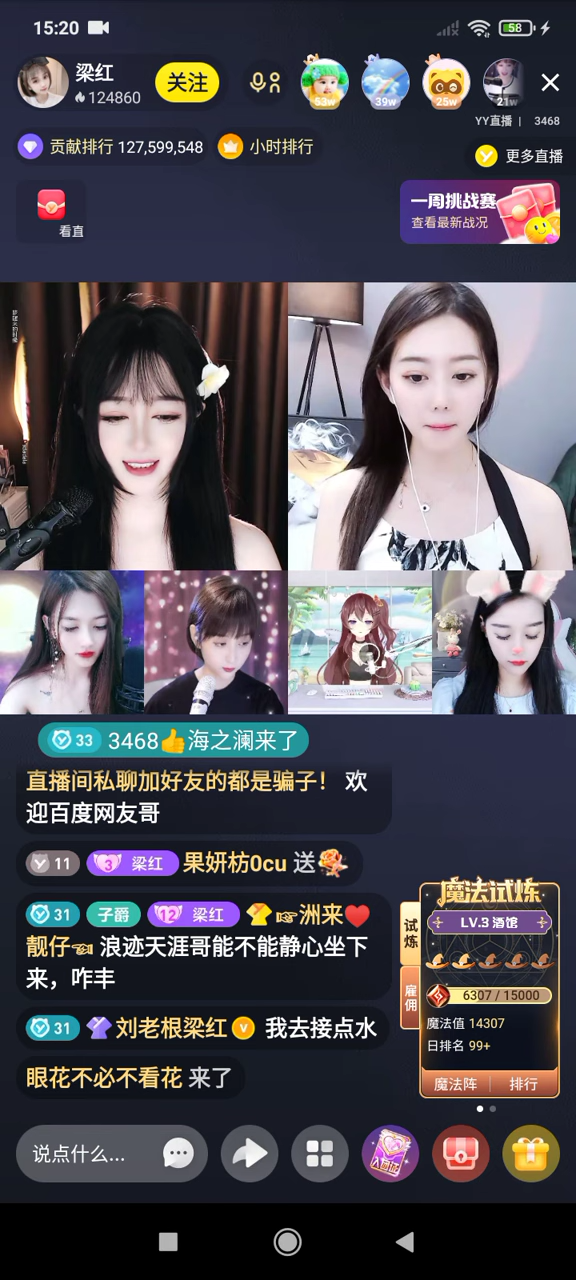 15:20
58
梁红
124860
关注
53w
39w
25w
21w
YY直播 | 3468
贡献排行 127,599,548
小时排行
更多直播
看直
一周挑战赛
查看最新战况
33 3468👍海之澜来了
直播间私聊加好友的都是骗子！ 欢
迎百度网友哥
11 3 梁红 果妍枋0cu 送
31 子爵 12 梁红 洲来❤
靓仔 浪迹天涯哥能不能静心坐下
来，咋丰
31 刘老根梁红 V 我去接点水
眼花不必不看花 来了
魔法试炼
试炼
雇佣
LV.3 酒馆
6307 / 15000
魔法值 14307
日排名 99+
魔法阵 排行
说点什么...